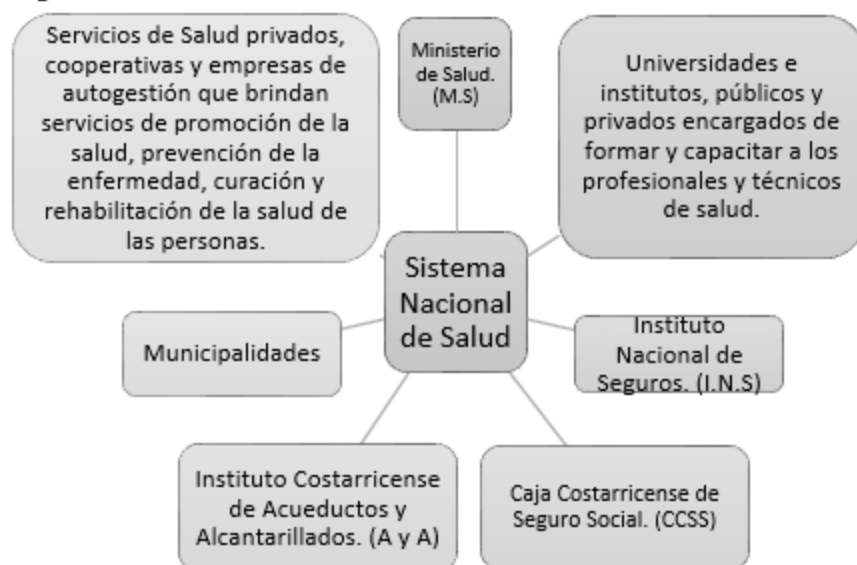 Servicios de Salud privados,
cooperativas y empresas de
autogestión que brindan
servicios de promoción de la
salud, prevención de la
enfermedad, curación y
rehabilitación de la salud de
las personas.
Ministerio
de Salud.
(M.S)
Universidades e
institutos, públicos y
privados encargados de
formar y capacitar a los
profesionales y técnicos
de salud.
Sistema
Nacional
de Salud
Municipalidades
Instituto
Nacional de
Seguros. (I.N.S)
Instituto Costarricense
de Acueductos y
Alcantarillados. (A y A)
Caja Costarricense de
Seguro Social. (CCSS)